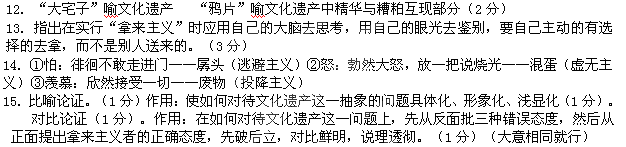 12. “大宅子”喻文化遗产  “鸦片”喻文化遗产中精华与糟粕互现部分（2 分）
13. 指出在实行“拿来主义”时应用自己的大脑去思考，用自己的眼光去鉴别，要自己主动的有选
择的去拿，而不是别人送来的。（3 分）
14. ①怕：徘徊不敢走进门——孱头（逃避主义）②怒：勃然大怒，放一把说烧光——混蛋（虚无主
义）③羡慕：欣然接受一切——废物（投降主义）
15. 比喻论证。（1 分）作用：使如何对待文化遗产这一抽象的问题具体化、形象化、浅显化（1 分）。
对比论证（1 分）。作用：在如何对待文化遗产这一问题上，先从反面批三种错误态度，然后从
正面提出拿来主义者的正确态度，先破后立，对比鲜明，说理透彻。（1 分）（大意相同就行）